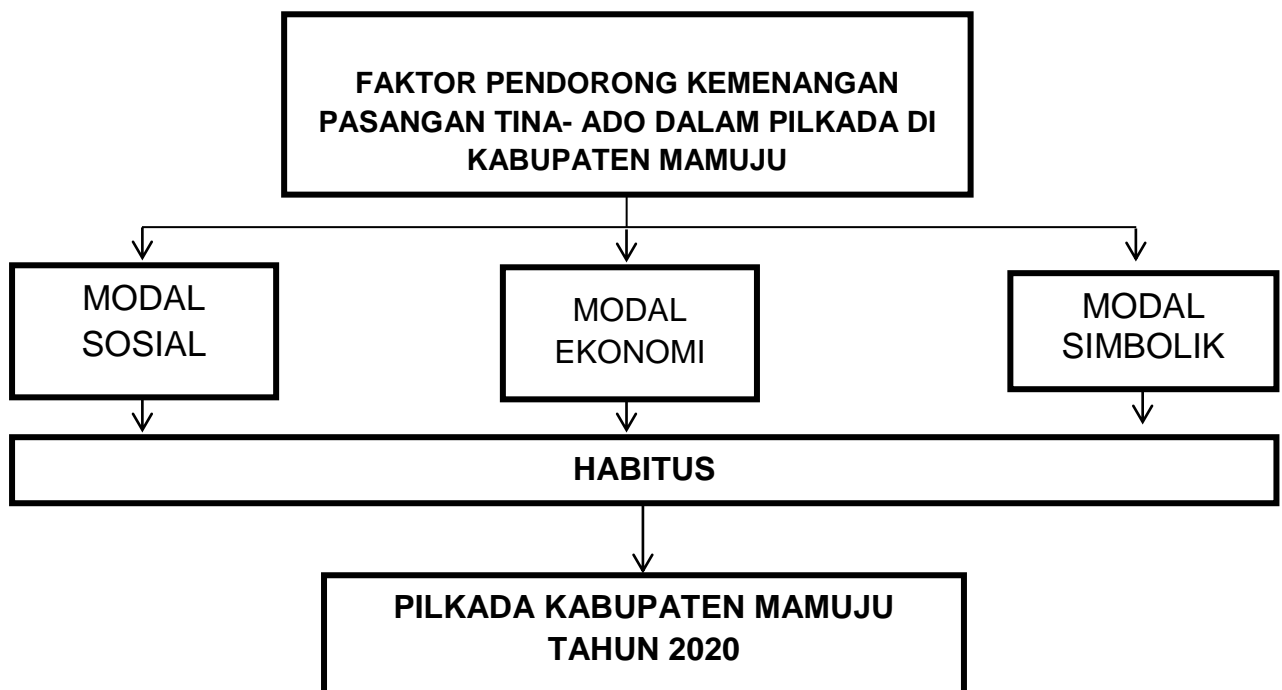 FAKTOR PENDORONG KEMENANGAN
PASANGAN TINA- ADO DALAM PILKADA DI
KABUPATEN MAMUJU
MODAL
SOSIAL
MODAL
EKONOMI
MODAL
SIMBOLIK
HABITUS
PILKADA KABUPATEN MAMUJU
TAHUN 2020